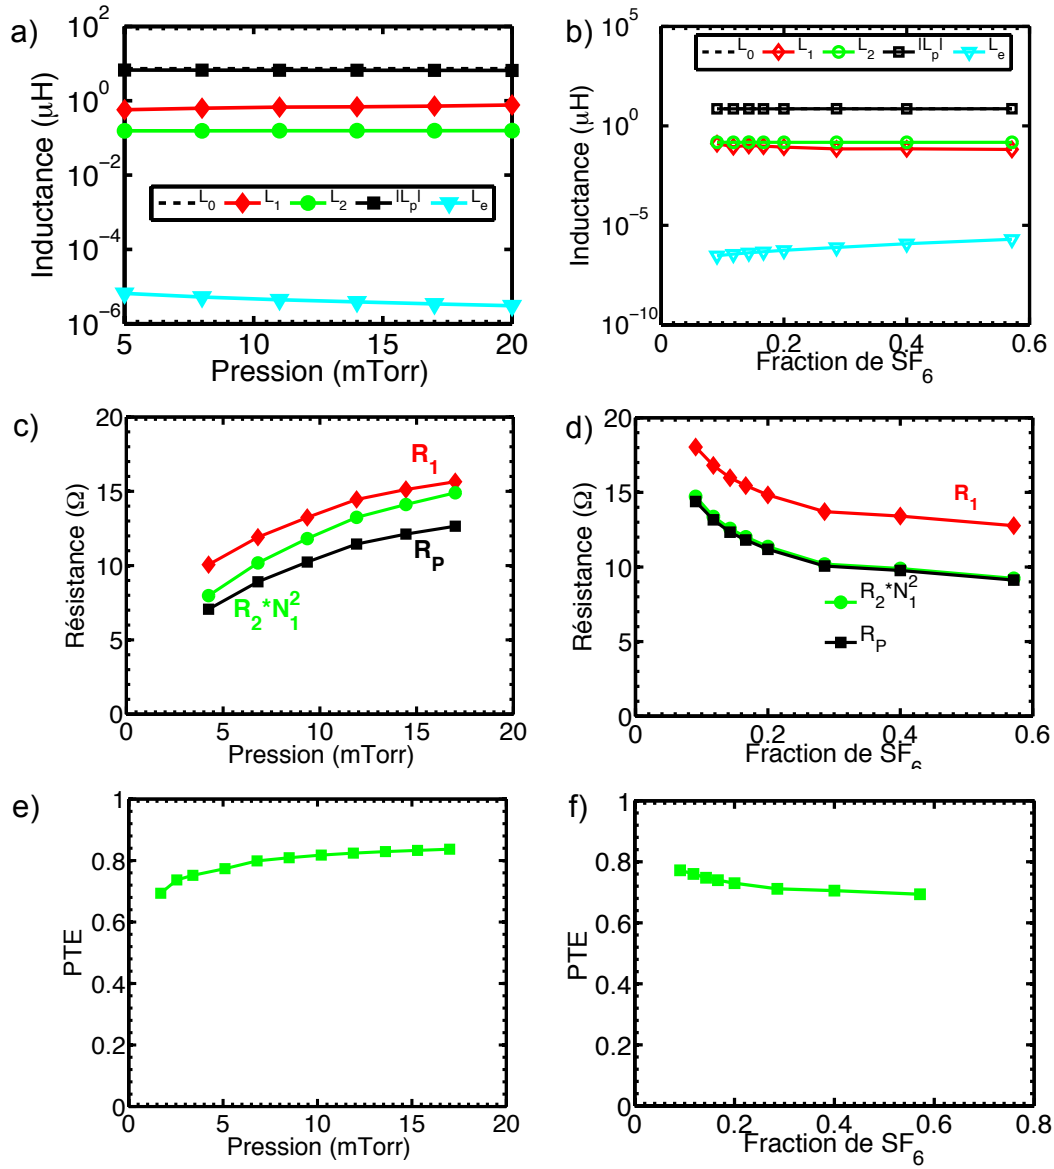 a)
Inductance (μH)
10^2
10^0
10^-2
10^-4
10^-6
L_0 L_1 L_2 |L_p| L_e
5 10 15 20
Pression (mTorr)
b)
Inductance (μH)
10^5
10^0
10^-5
10^-10
L_0 L_1 L_2 |L_p| L_e
0 0.2 0.4 0.6
Fraction de SF_6
c)
Résistance (Ω)
20
15
10
5
0
R_1
R_P
R_2*N_1^2
0 5 10 15 20
Pression (mTorr)
d)
Résistance (Ω)
20
15
10
5
0
R_1
R_2*N_1^2
R_P
0 0.2 0.4 0.6
Fraction de SF_6
e)
PTE
1
0.8
0.6
0.4
0.2
0
0 5 10 15 20
Pression (mTorr)
f)
PTE
1
0.8
0.6
0.4
0.2
0
0 0.2 0.4 0.6 0.8
Fraction de SF_6